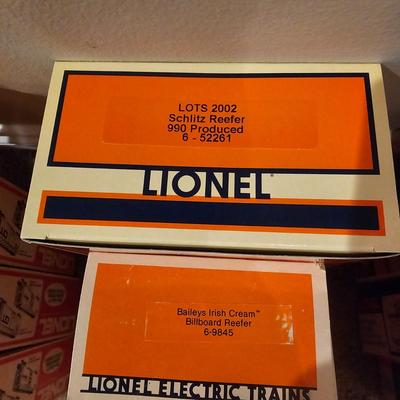 LOTS 2002
Schlitz Reefer
990 Produced
6 - 52261
LIONEL®
Baileys Irish Cream™
Billboard Reefer
6-9845
LIONEL ELECTRIC TRAINS